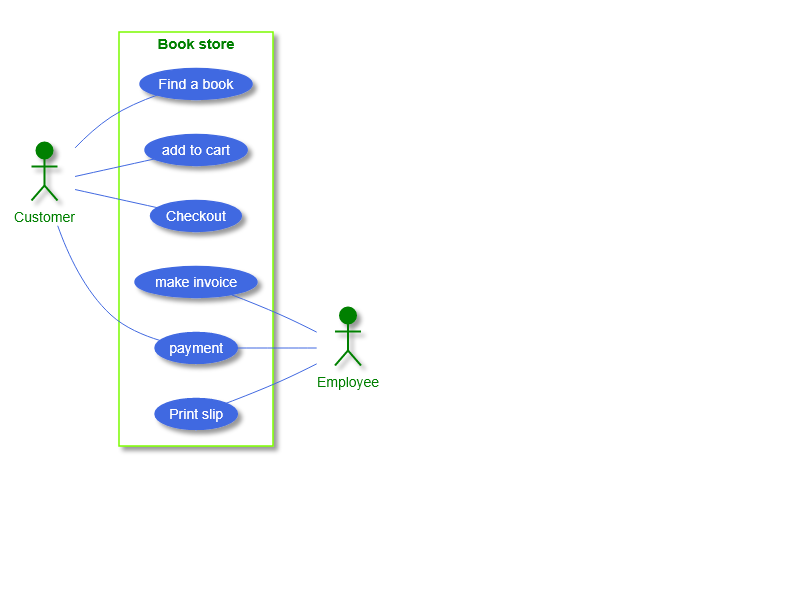 Book store
Find a book
add to cart
Customer
Checkout
make invoice
payment
Employee
Print slip